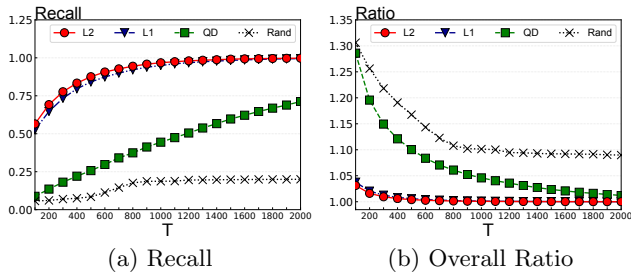 Recall
L2 L1 QD Rand
1.25
1.00
0.75
0.50
0.25
0.00
200 400 600 800 1000 1200 1400 1600 1800 2000
T
(a) Recall
Ratio
L2 L1 QD Rand
1.35
1.30
1.25
1.20
1.15
1.10
1.05
1.00
200 400 600 800 1000 1200 1400 1600 1800 2000
T
(b) Overall Ratio